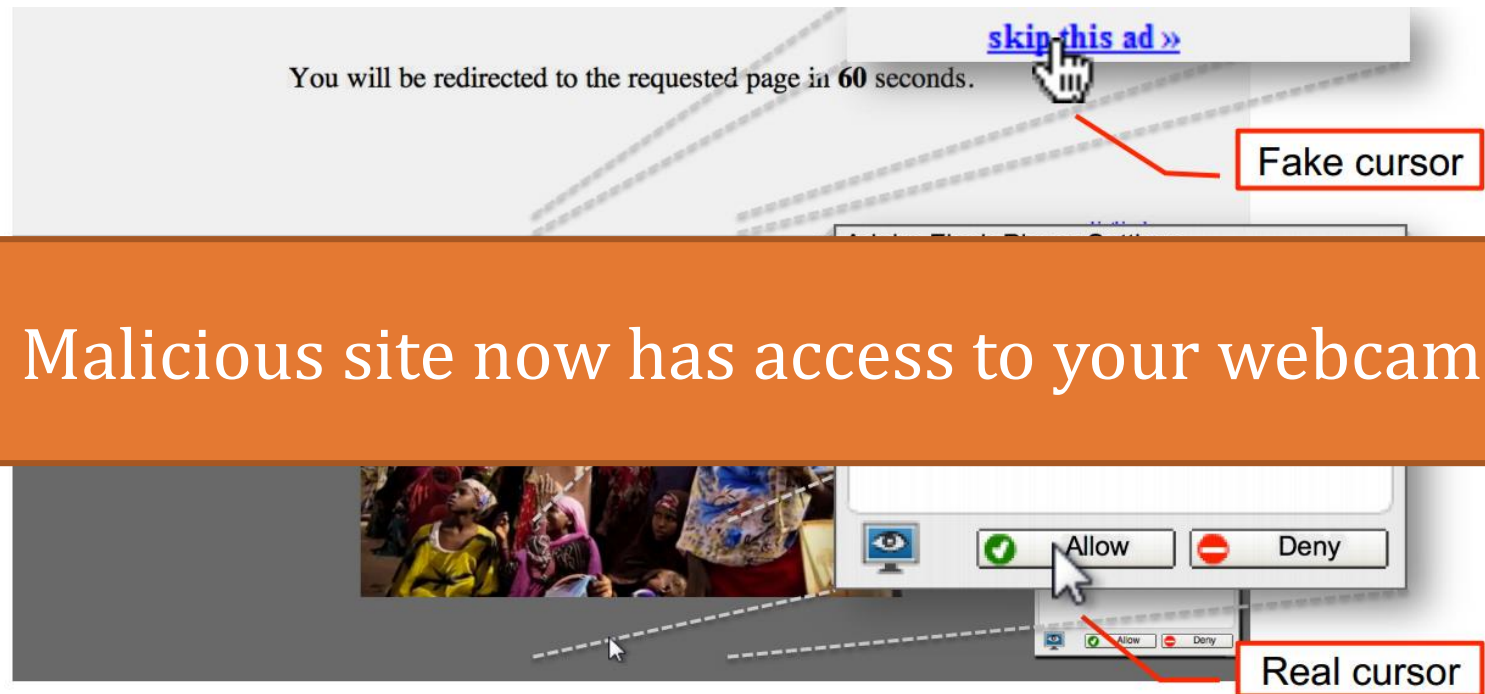 skip this ad »
You will be redirected to the requested page in 60 seconds.
Fake cursor
Malicious site now has access to your webcam
Allow
Deny
Allow
Deny
Real cursor